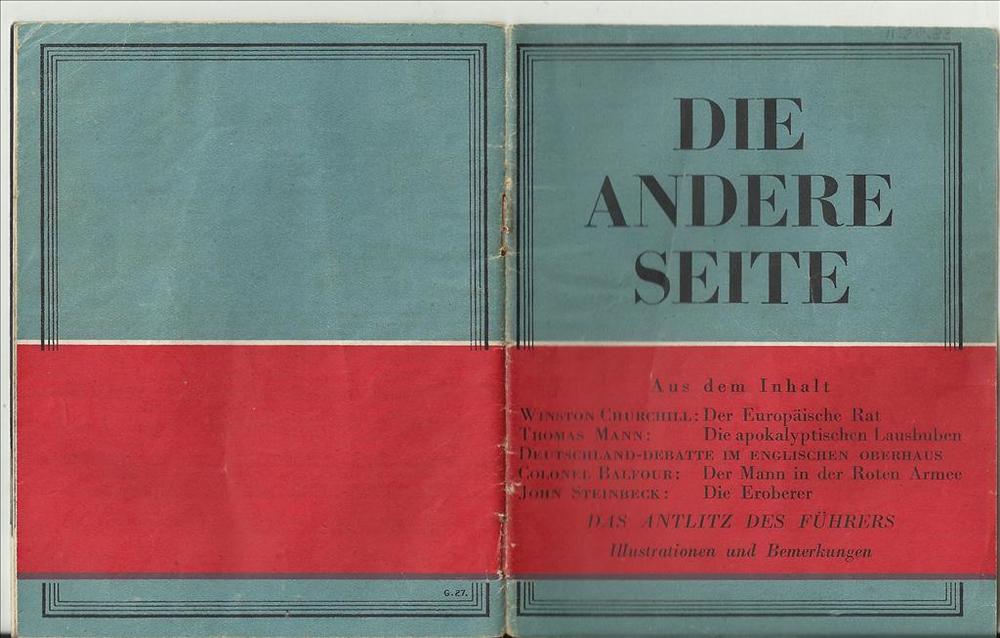 DIE
ANDERE
SEITE
Aus dem Inhalt
WINSTON CHURCHILL: Der Europäische Rat
THOMAS MANN: Die apokalyptischen Lausbuben
DEUTSCHLAND-DEBATTE IM ENGLISCHEN OBERHAUS
COLONEL BALFOUR: Der Mann in der Roten Armee
JOHN STEINBECK: Die Eroberer
DAS ANTLITZ DES FÜHRERS
Illustrationen und Bemerkungen
G.27.